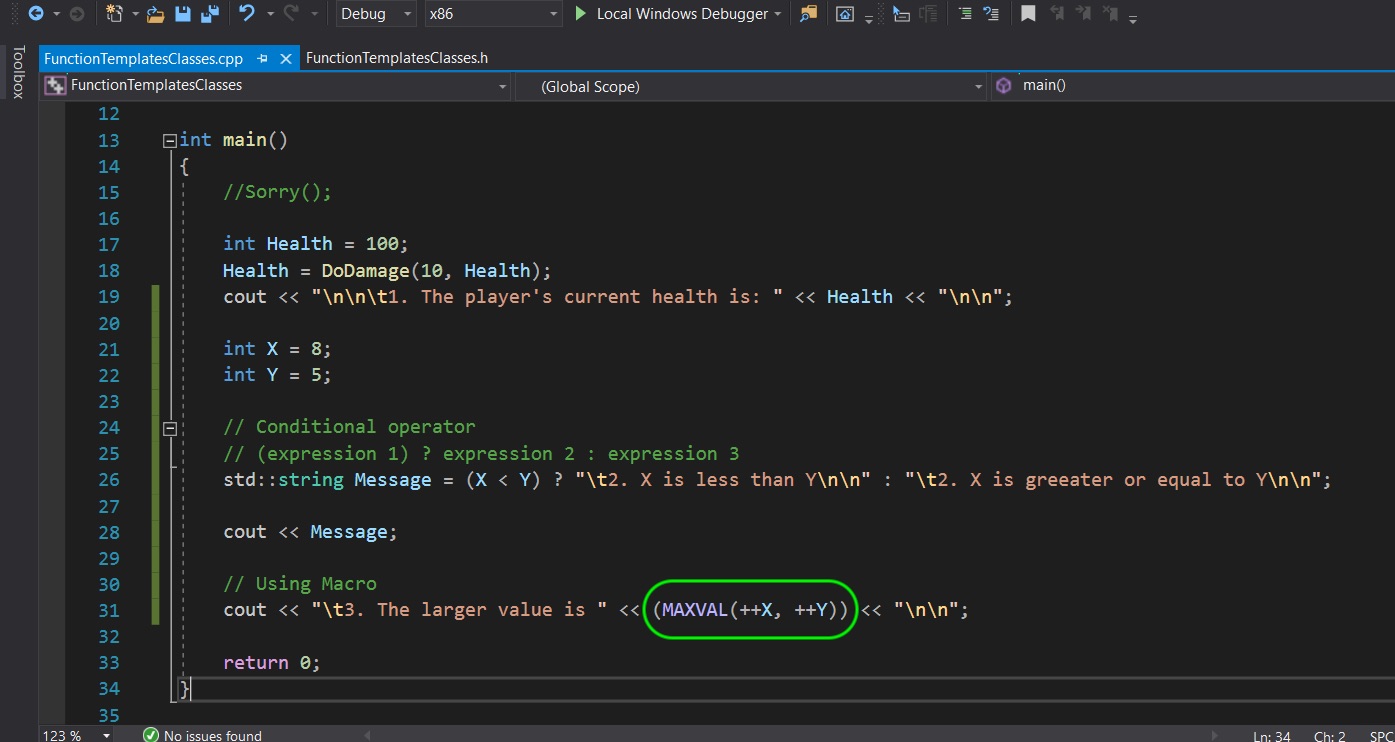 Debug x86 Local Windows Debugger
Toolbox
FunctionTemplatesClasses.cpp FunctionTemplatesClasses.h
FunctionTemplatesClasses (Global Scope) main()
12
13 int main()
14 {
15 //Sorry();
16
17 int Health = 100;
18 Health = DoDamage(10, Health);
19 cout << "\n\n\t1. The player's current health is: " << Health << "\n\n";
20
21 int X = 8;
22 int Y = 5;
23
24 // Conditional operator
25 // (expression 1) ? expression 2 : expression 3
26 std::string Message = (X < Y) ? "\t2. X is less than Y\n\n" : "\t2. X is greeater or equal to Y\n\n";
27
28 cout << Message;
29
30 // Using Macro
31 cout << "\t3. The larger value is " << (MAXVAL(++X, ++Y)) << "\n\n";
32
33 return 0;
34 }
35
123 % No issues found Ln: 34 Ch: 2 SPC